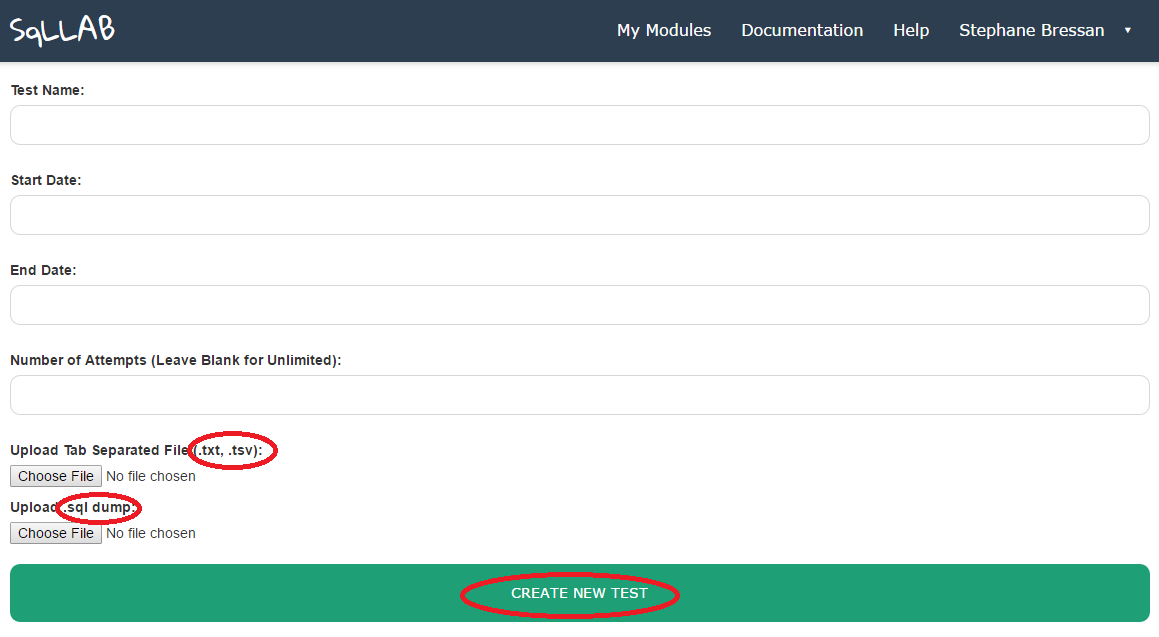 SqLLAB
My Modules Documentation Help Stephane Bressan ▼
Test Name:
Start Date:
End Date:
Number of Attempts (Leave Blank for Unlimited):
Upload Tab Separated File (.txt, .tsv):
Choose File No file chosen
Upload .sql dump:
Choose File No file chosen
CREATE NEW TEST